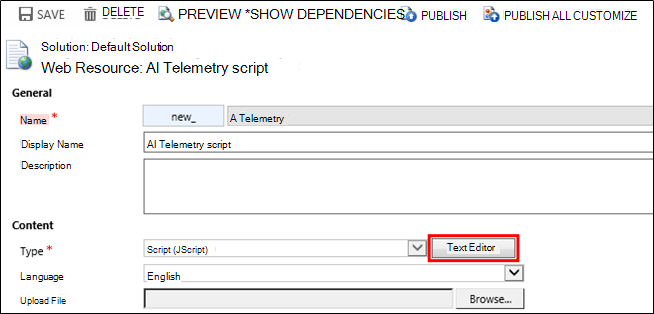 SAVE DELETE PREVIEW *SHOW DEPENDENCIES PUBLISH PUBLISH ALL CUSTOMIZE
Solution: Default Solution
Web Resource: AI Telemetry script
General
Name * new_ A Telemetry
Display Name AI Telemetry script
Description
Content
Type * Script (JScript) Text Editor
Language English
Upload File Browse...